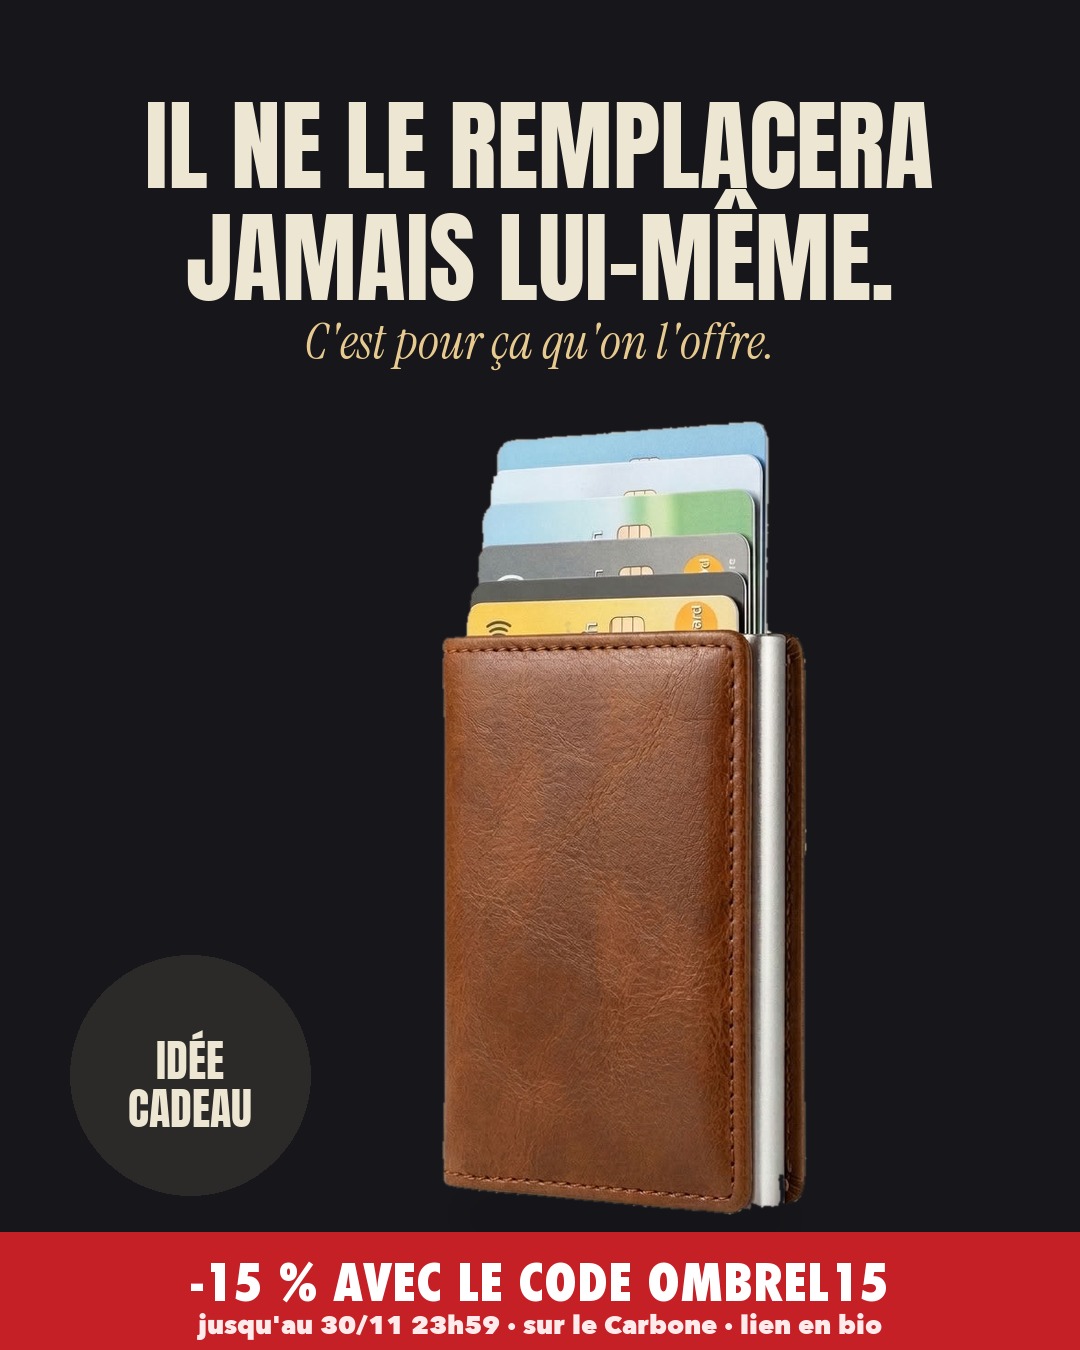 IL NE LE REMPLACERA
JAMAIS LUI-MÊME.
C'est pour ça qu'on l'offre.
IDÉE
CADEAU
-15 % AVEC LE CODE OMBREL15
jusqu'au 30/11 23h59 • sur le Carbone • lien en bio